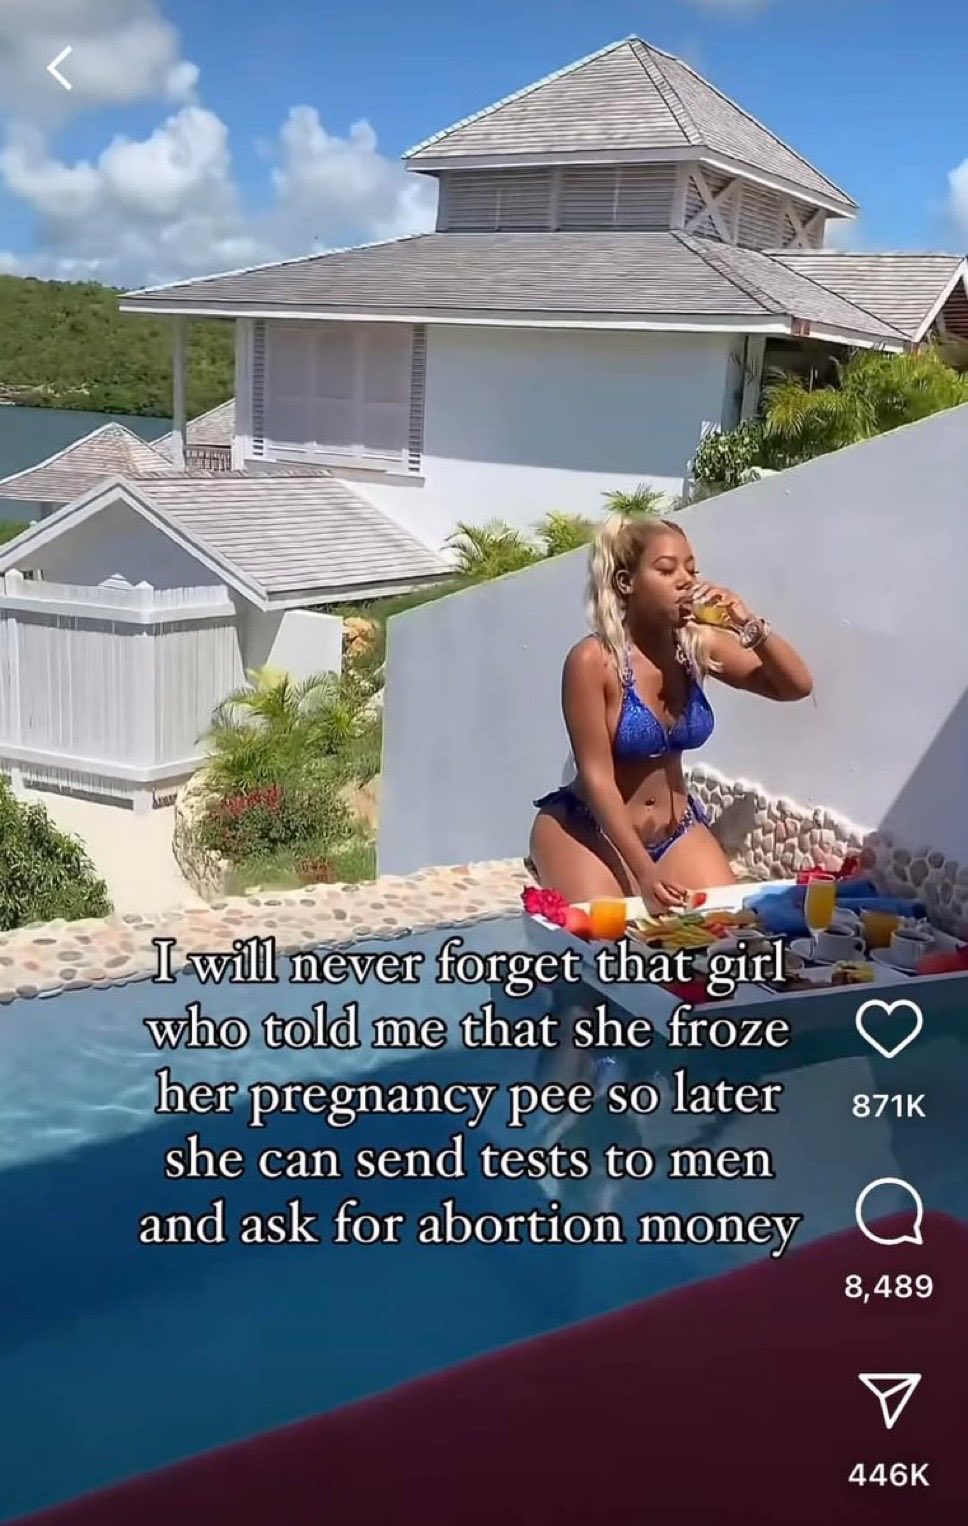 I will never forget that girl
who told me that she froze
her pregnancy pee so later
she can send tests to men
and ask for abortion money
871K
8,489
446K